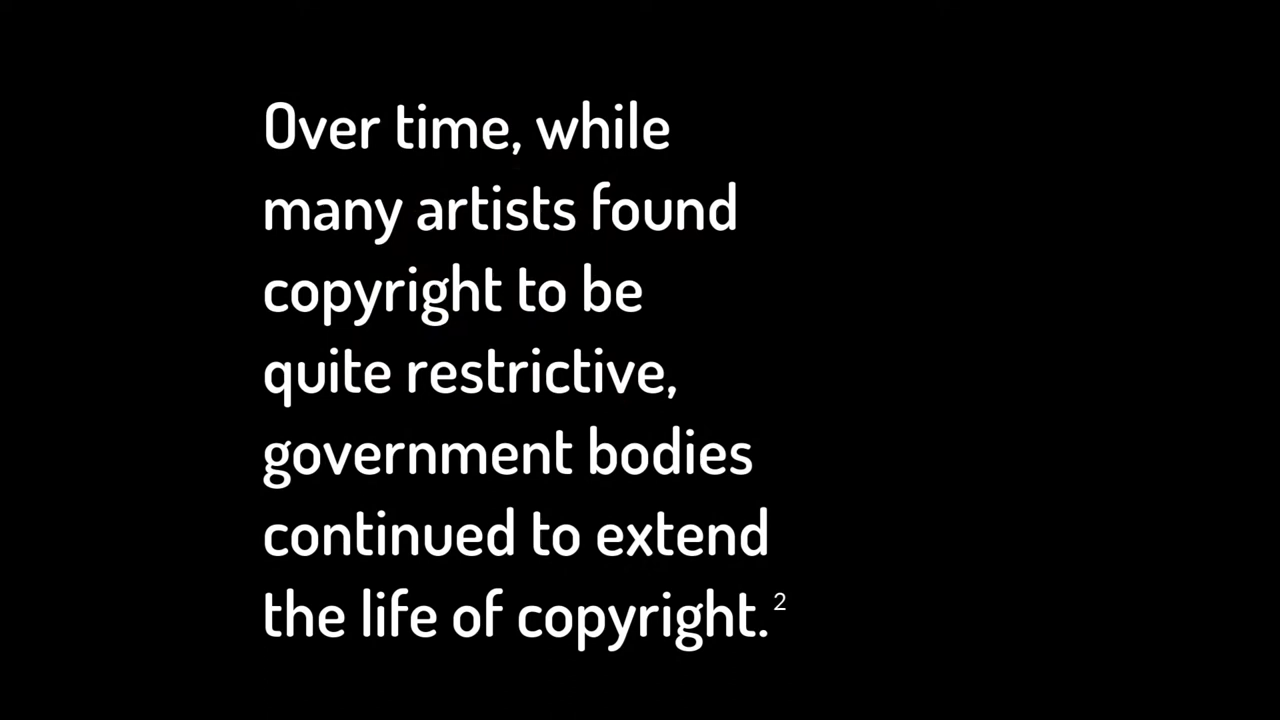 Over time, while
many artists found
copyright to be
quite restrictive,
government bodies
continued to extend
the life of copyright.²